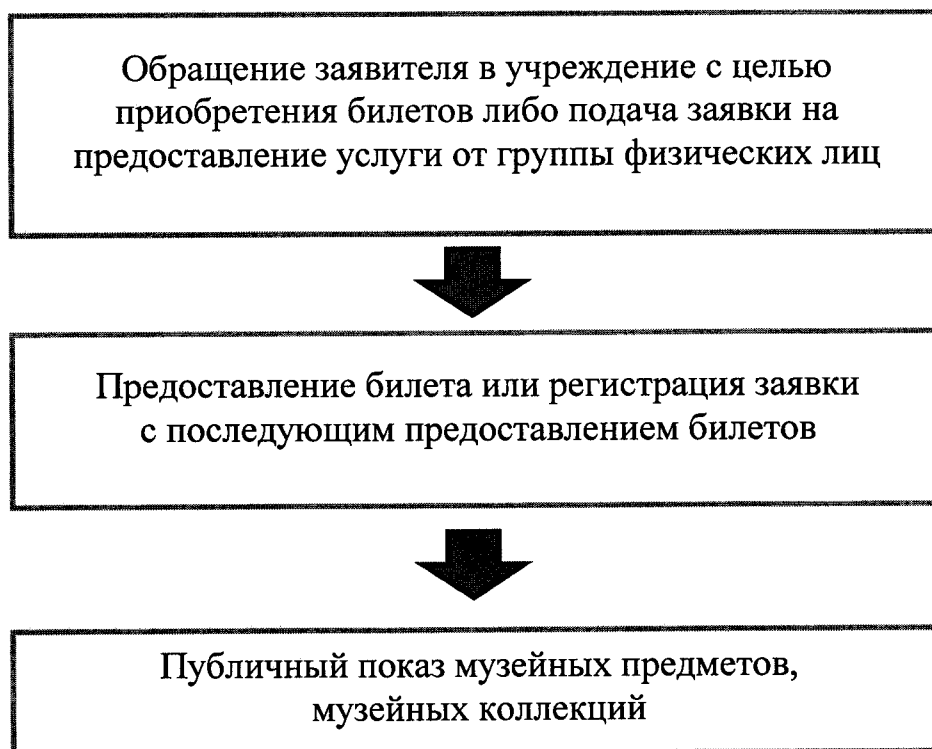 Обращение заявителя в учреждение с целью
приобретения билетов либо подача заявки на
предоставление услуги от группы физических лиц
Предоставление билета или регистрация заявки
с последующим предоставлением билетов
Публичный показ музейных предметов,
музейных коллекций